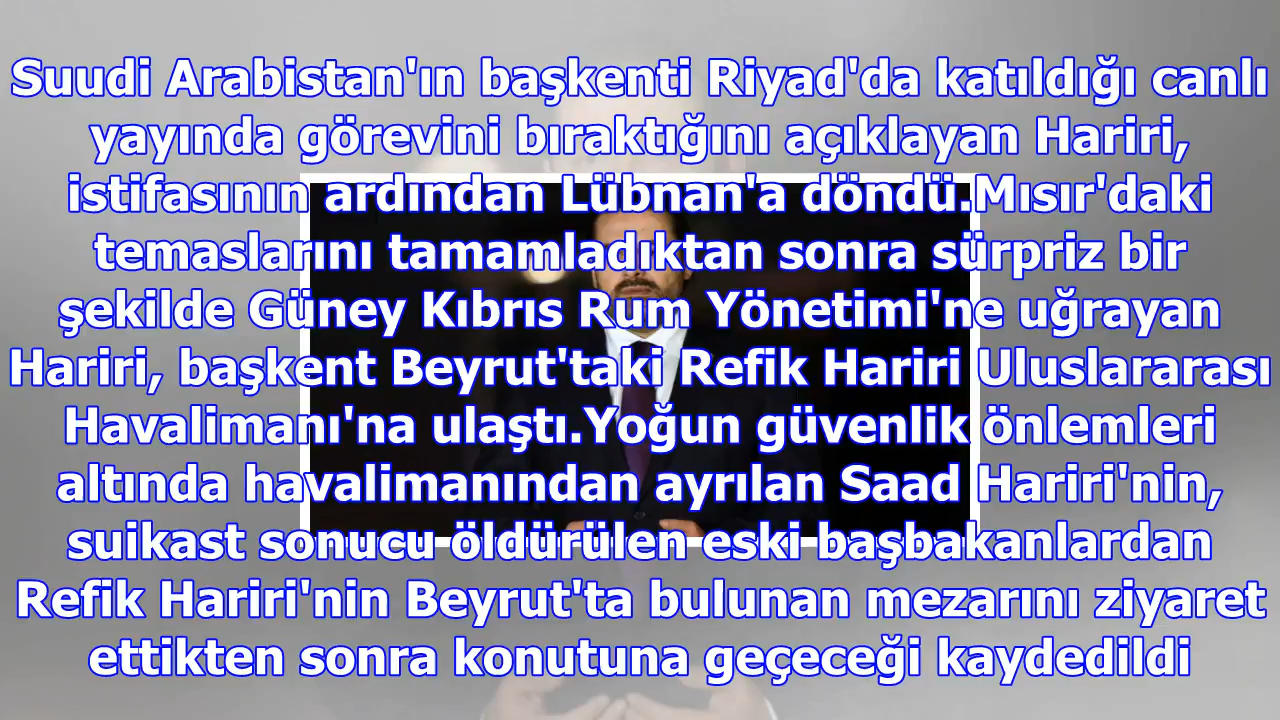 Suudi Arabistan'ın başkenti Riyad'da katıldığı canlı
yayında görevini bıraktığını açıklayan Hariri,
istifasının ardından Lübnan'a döndü.Mısır'daki
temaslarını tamamladıktan sonra sürpriz bir
şekilde Güney Kıbrıs Rum Yönetimi'ne uğrayan
Hariri, başkent Beyrut'taki Refik Hariri Uluslararası
Havalimanı'na ulaştı.Yoğun güvenlik önlemleri
altında havalimanından ayrılan Saad Hariri'nin,
suikast sonucu öldürülen eski başbakanlardan
Refik Hariri'nin Beyrut'ta bulunan mezarını ziyaret
ettikten sonra konutuna geçeceği kaydedildi